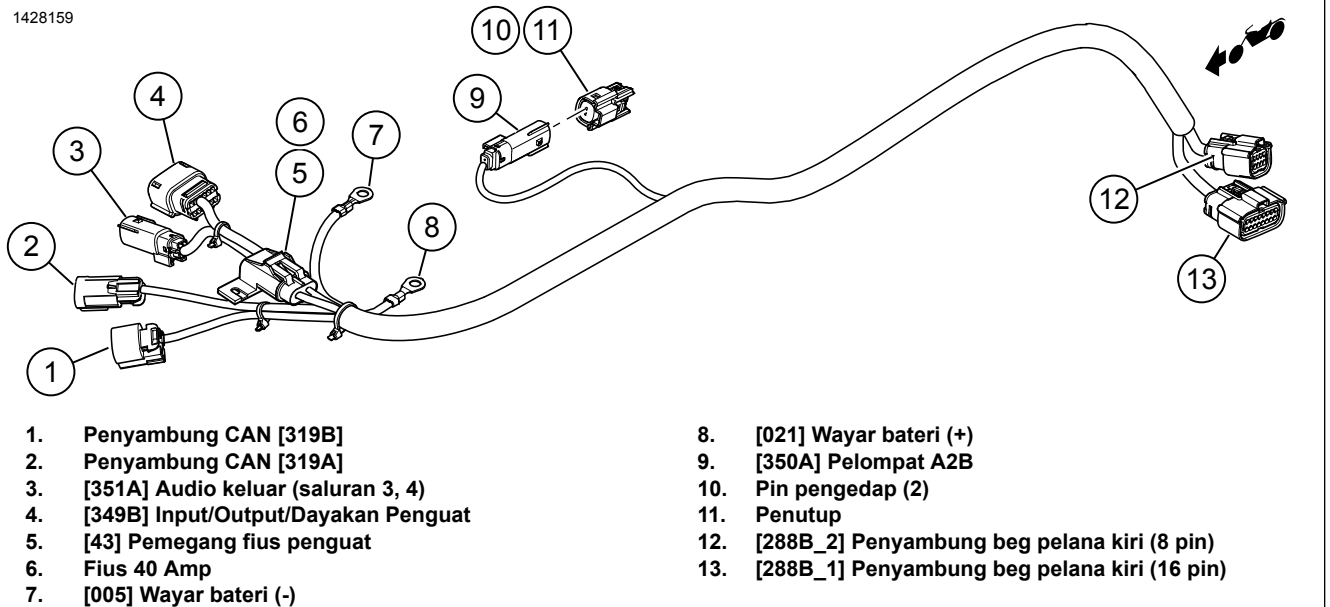 1428159
10 11
4
9
6
7
3
5
12
8
2
13
1
1. Penyambung CAN [319B]
2. Penyambung CAN [319A]
3. [351A] Audio keluar (saluran 3, 4)
4. [349B] Input/Output/Dayakan Penguat
5. [43] Pemegang fius penguat
6. Fius 40 Amp
7. [005] Wayar bateri (-)
8. [021] Wayar bateri (+)
9. [350A] Pelompat A2B
10. Pin pengedap (2)
11. Penutup
12. [288B_2] Penyambung beg pelana kiri (8 pin)
13. [288B_1] Penyambung beg pelana kiri (16 pin)